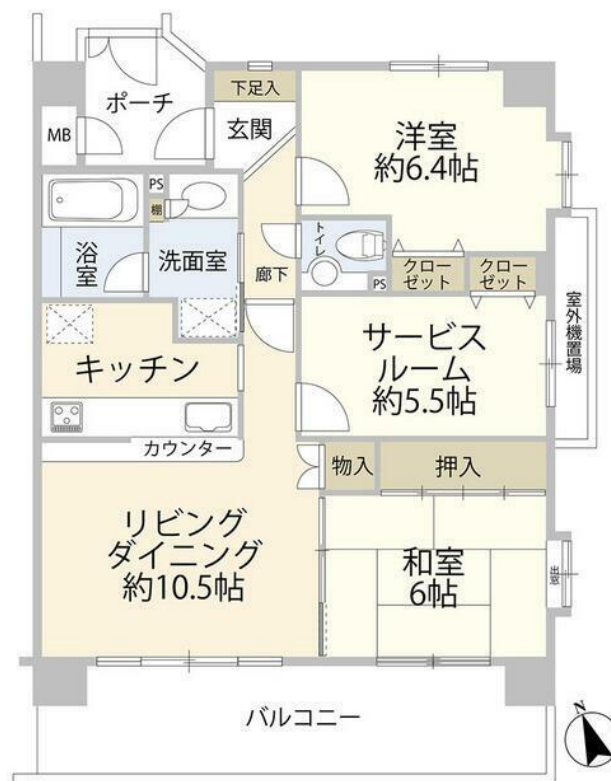 ポーチ
下足入
玄関
MB
洋室
約6.4帖
PS
棚
浴室
洗面室
廊下
トイレ
PS
クロー
ゼット
クロー
ゼット
室外機置場
キッチン
サービス
ルーム
約5.5帖
カウンター
物入
押入
リビング
ダイニング
約10.5帖
和室
6帖
出窓
バルコニー
N